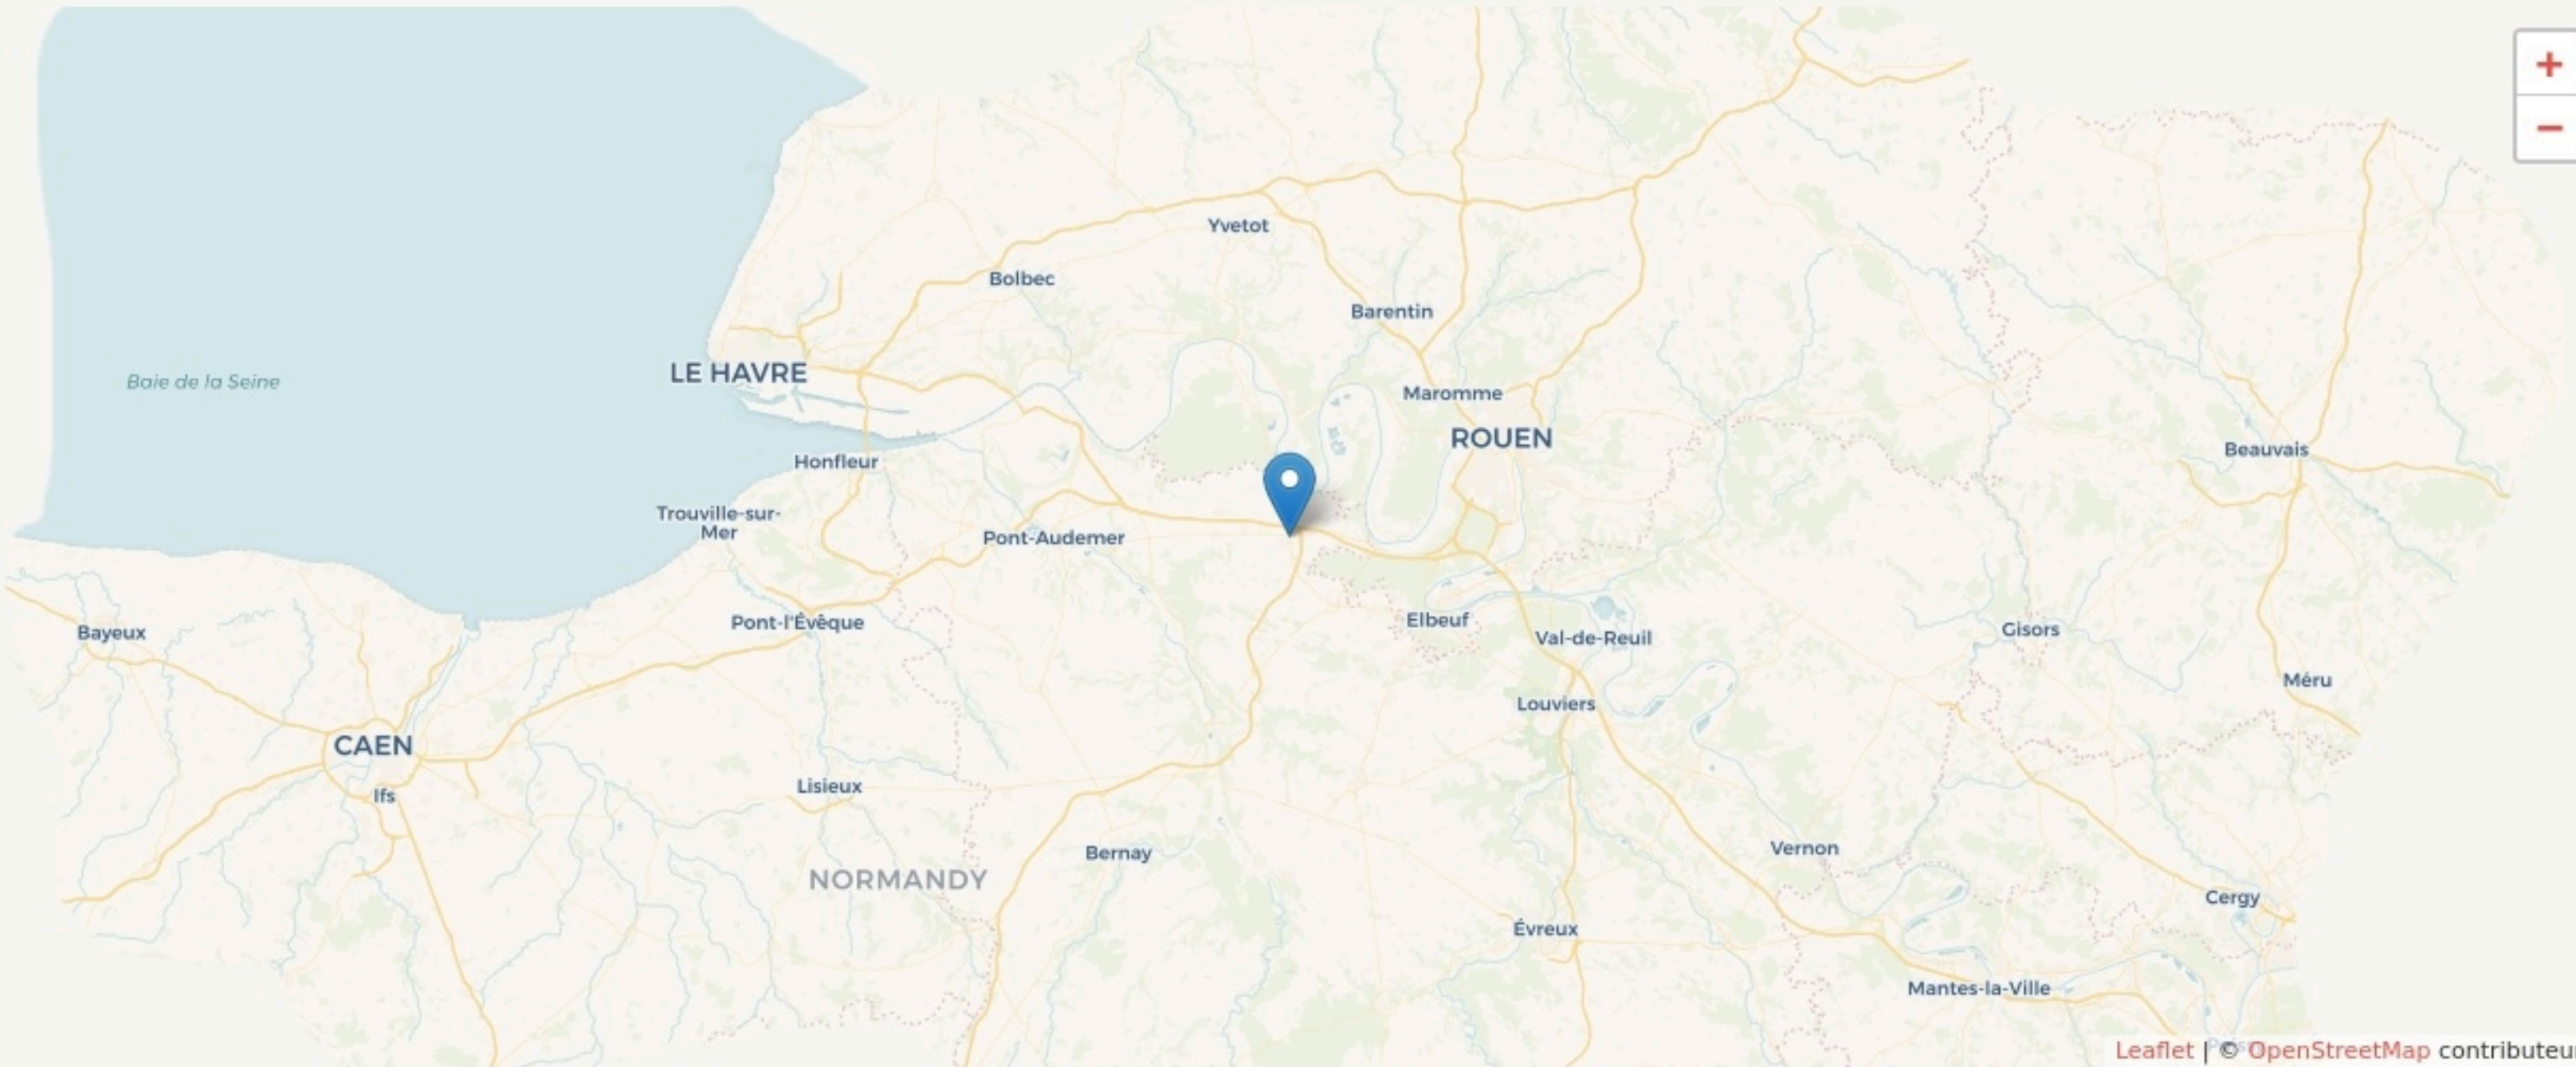 +
−
Yvetot
Bolbec
Barentin
LE HAVRE
Baie de la Seine
Maromme
ROUEN
Beauvais
Honfleur
Trouville-sur-
Mer
Pont-Audemer
Elbeuf
Pont-l'Évêque
Bayeux
Val-de-Reuil
Gisors
Méru
Louviers
CAEN
Lisieux
Ifs
Vernon
Bernay
NORMANDY
Cergy
Évreux
Mantes-la-Ville
Leaflet | © OpenStreetMap contributeu